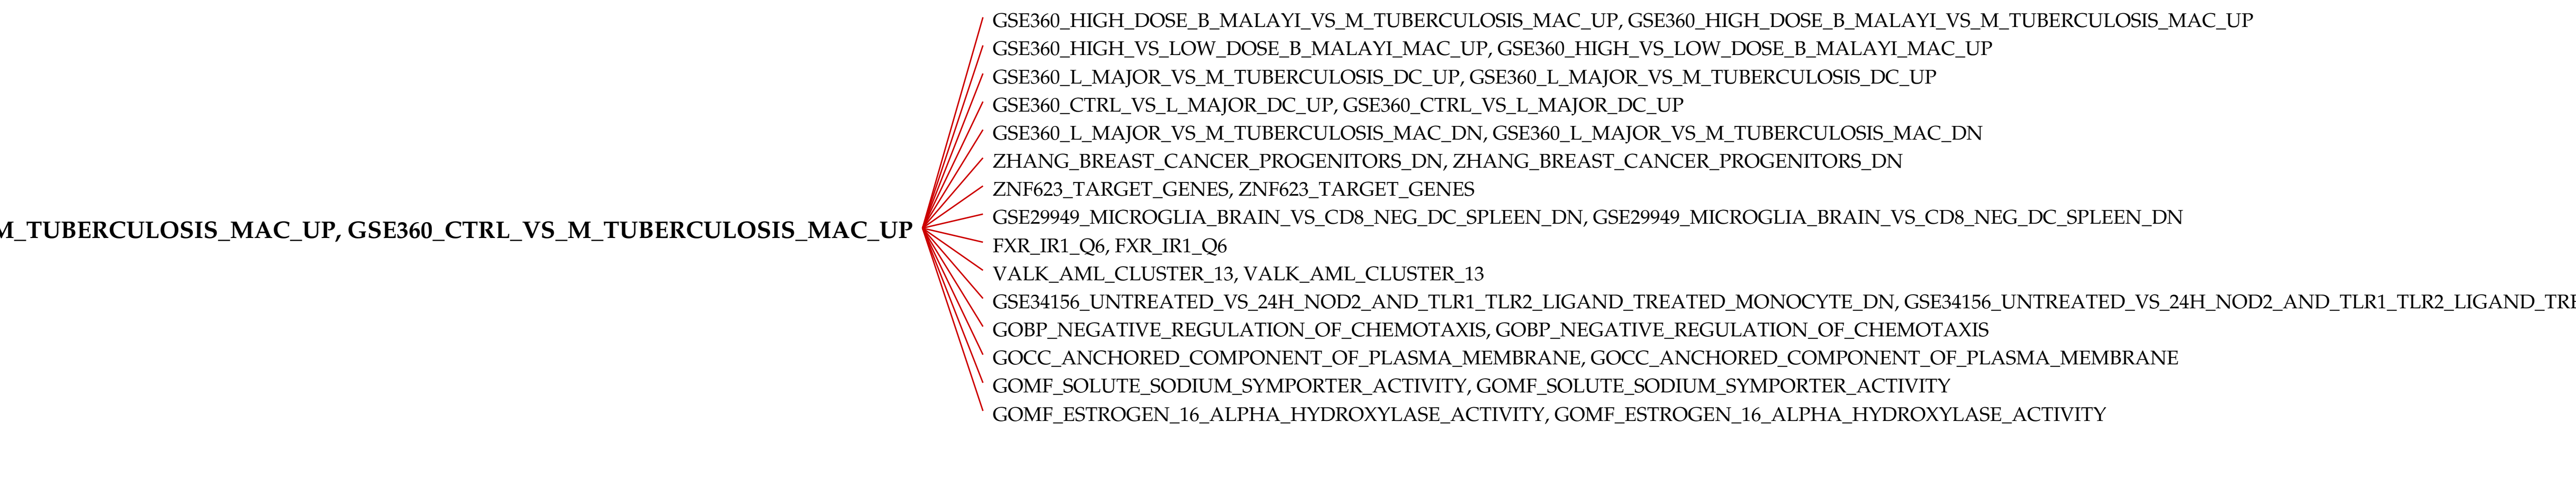 GSE360_HIGH_DOSE_B_MALAYI_VS_M_TUBERCULOSIS_MAC_UP, GSE360_HIGH_DOSE_B_MALAYI_VS_M_TUBERCULOSIS_MAC_UP
GSE360_HIGH_VS_LOW_DOSE_B_MALAYI_MAC_UP, GSE360_HIGH_VS_LOW_DOSE_B_MALAYI_MAC_UP
GSE360_L_MAJOR_VS_M_TUBERCULOSIS_DC_UP, GSE360_L_MAJOR_VS_M_TUBERCULOSIS_DC_UP
GSE360_CTRL_VS_L_MAJOR_DC_UP, GSE360_CTRL_VS_L_MAJOR_DC_UP
GSE360_L_MAJOR_VS_M_TUBERCULOSIS_MAC_DN, GSE360_L_MAJOR_VS_M_TUBERCULOSIS_MAC_DN
ZHANG_BREAST_CANCER_PROGENITORS_DN, ZHANG_BREAST_CANCER_PROGENITORS_DN
ZNF623_TARGET_GENES, ZNF623_TARGET_GENES
GSE29949_MICROGLIA_BRAIN_VS_CD8_NEG_DC_SPLEEN_DN, GSE29949_MICROGLIA_BRAIN_VS_CD8_NEG_DC_SPLEEN_DN
M_TUBERCULOSIS_MAC_UP, GSE360_CTRL_VS_M_TUBERCULOSIS_MAC_UP
FXR_IR1_Q6, FXR_IR1_Q6
VALK_AML_CLUSTER_13, VALK_AML_CLUSTER_13
GSE34156_UNTREATED_VS_24H_NOD2_AND_TLR1_TLR2_LIGAND_TREATED_MONOCYTE_DN, GSE34156_UNTREATED_VS_24H_NOD2_AND_TLR1_TLR2_LIGAND_TRE
GOBP_NEGATIVE_REGULATION_OF_CHEMOTAXIS, GOBP_NEGATIVE_REGULATION_OF_CHEMOTAXIS
GOCC_ANCHORED_COMPONENT_OF_PLASMA_MEMBRANE, GOCC_ANCHORED_COMPONENT_OF_PLASMA_MEMBRANE
GOMF_SOLUTE_SODIUM_SYMPORTER_ACTIVITY, GOMF_SOLUTE_SODIUM_SYMPORTER_ACTIVITY
GOMF_ESTROGEN_16_ALPHA_HYDROXYLASE_ACTIVITY, GOMF_ESTROGEN_16_ALPHA_HYDROXYLASE_ACTIVITY